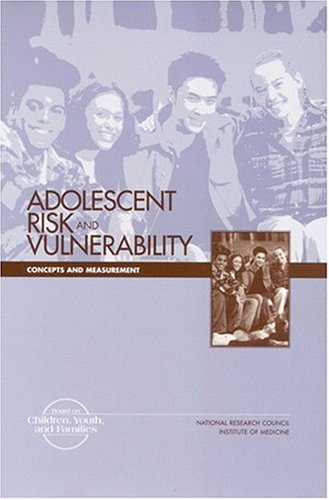 ADOLESCENT
RISK AND
VULNERABILITY
CONCEPTS AND MEASUREMENT
Board on
Children, Youth,
and Families
NATIONAL RESEARCH COUNCIL
INSTITUTE OF MEDICINE